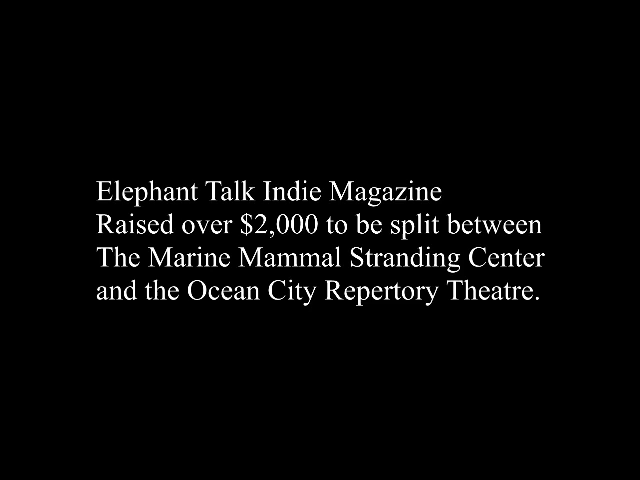 Elephant Talk Indie Magazine
Raised over $2,000 to be split between
The Marine Mammal Stranding Center
and the Ocean City Repertory Theatre.